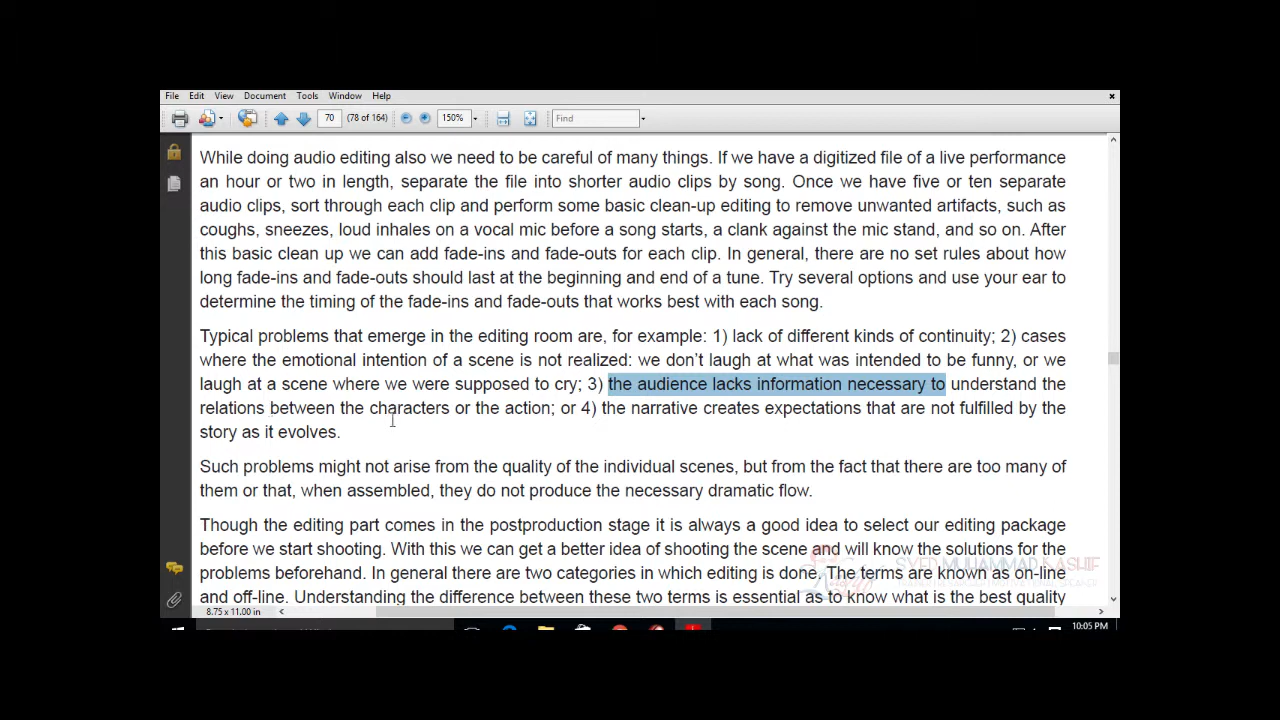 File Edit View Document Tools Window Help
70 (78 of 164) 150% Find
While doing audio editing also we need to be careful of many things. If we have a digitized file of a live performance
an hour or two in length, separate the file into shorter audio clips by song. Once we have five or ten separate
audio clips, sort through each clip and perform some basic clean-up editing to remove unwanted artifacts, such as
coughs, sneezes, loud inhales on a vocal mic before a song starts, a clank against the mic stand, and so on. After
this basic clean up we can add fade-ins and fade-outs for each clip. In general, there are no set rules about how
long fade-ins and fade-outs should last at the beginning and end of a tune. Try several options and use your ear to
determine the timing of the fade-ins and fade-outs that works best with each song.
Typical problems that emerge in the editing room are, for example: 1) lack of different kinds of continuity; 2) cases
where the emotional intention of a scene is not realized: we don't laugh at what was intended to be funny, or we
laugh at a scene where we were supposed to cry; 3) the audience lacks information necessary to understand the
relations between the characters or the action; or 4) the narrative creates expectations that are not fulfilled by the
story as it evolves.
Such problems might not arise from the quality of the individual scenes, but from the fact that there are too many of
them or that, when assembled, they do not produce the necessary dramatic flow.
Though the editing part comes in the postproduction stage it is always a good idea to select our editing package
before we start shooting. With this we can get a better idea of shooting the scene and will know the solutions for the
problems beforehand. In general there are two categories in which editing is done. The terms are known as on-line
and off-line. Understanding the difference between these two terms is essential as to know what is the best quality
SYED MUHAMMAD KASHIF
8.75 x 11.00 in
10:05 PM